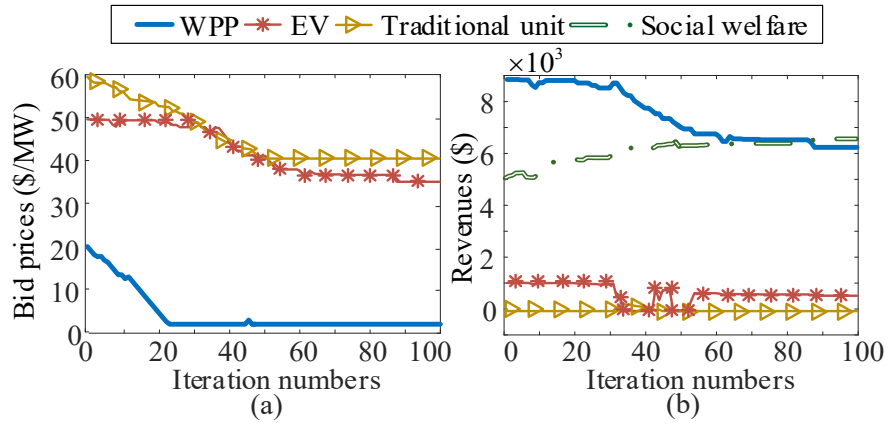 WPP EV Traditional unit Social welfare
×10³
60
50
40
30
20
10
0
0 20 40 60 80 100
Bid prices ($/MW)
Iteration numbers
(a)
8
6
4
2
0
0 20 40 60 80 100
Revenues ($)
Iteration numbers
(b)